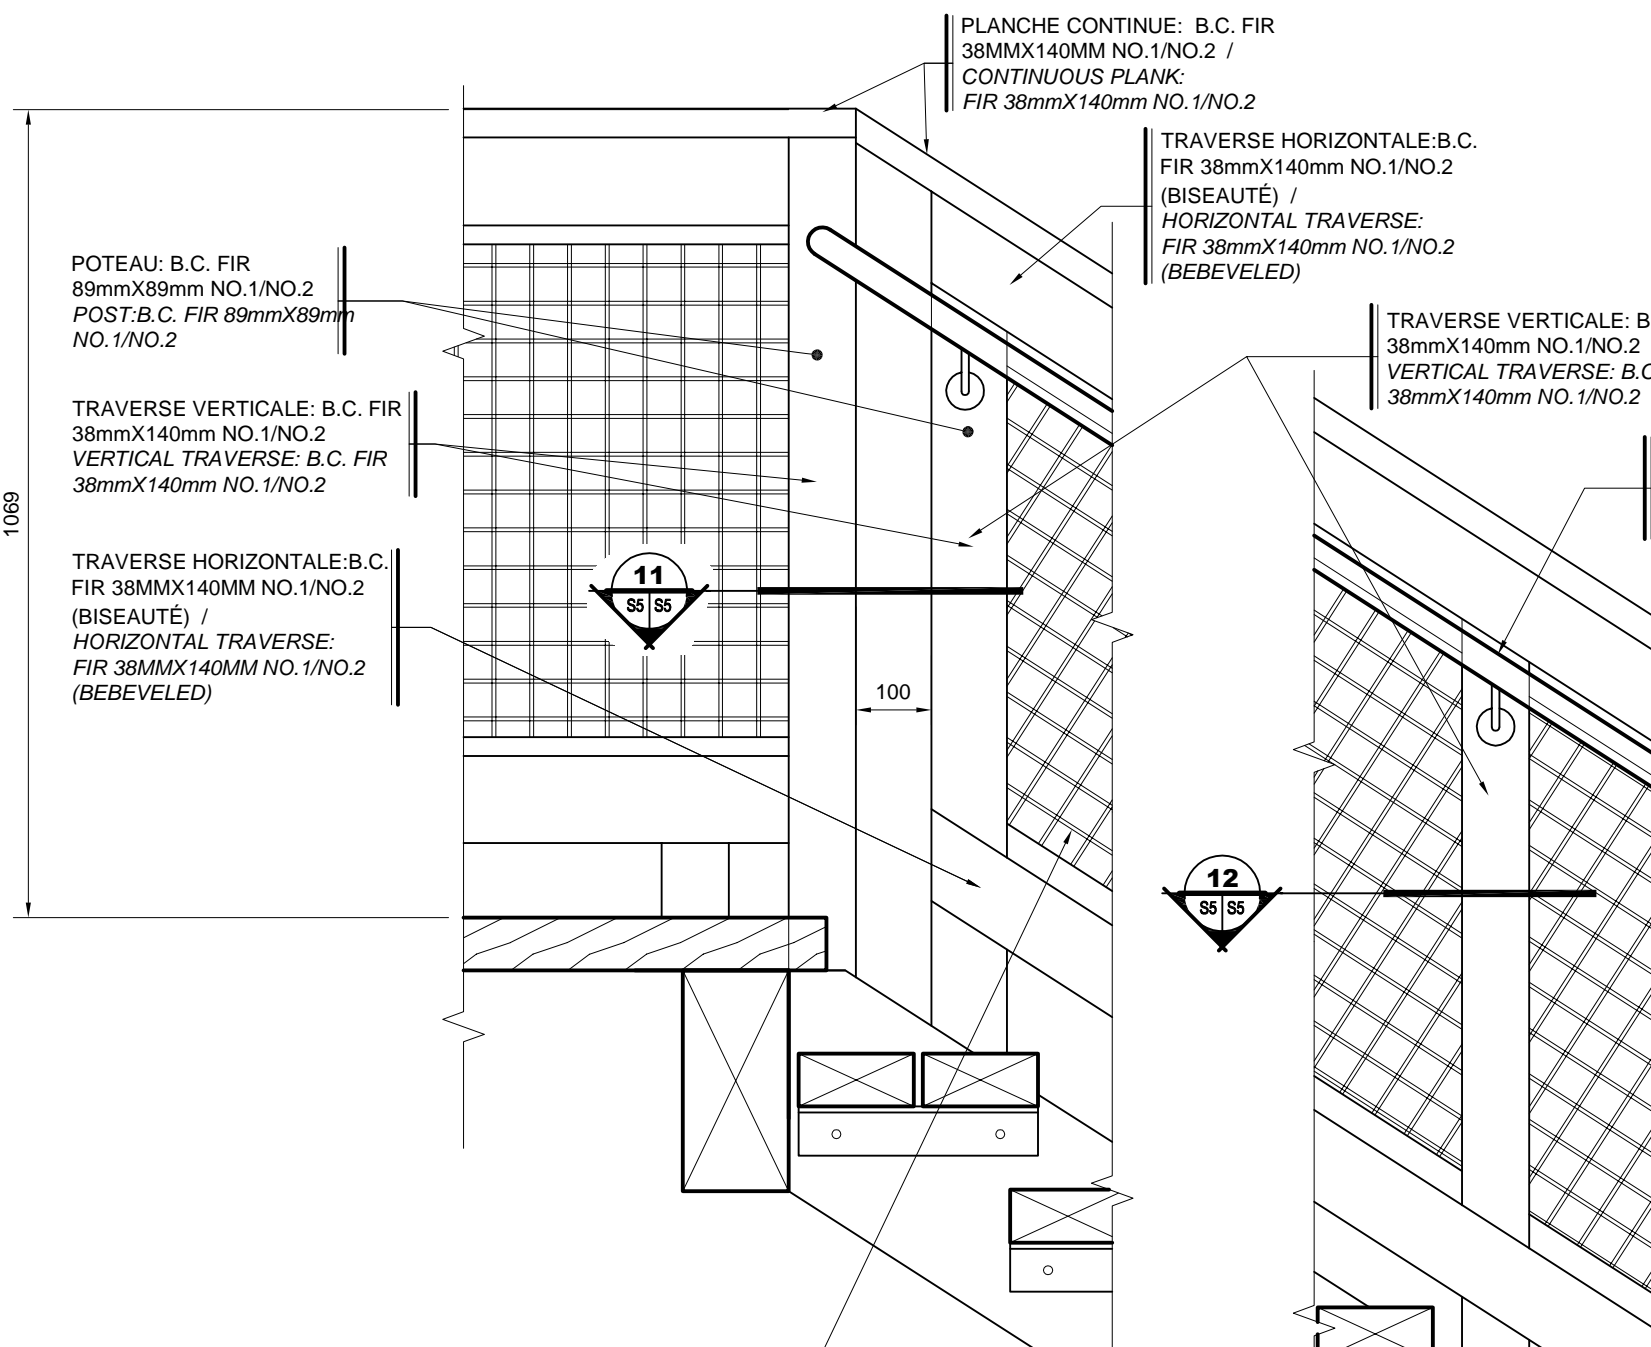 PLANCHE CONTINUE: B.C. FIR
38MMX140MM NO.1/NO.2 /
CONTINUOUS PLANK:
FIR 38mmX140mm NO.1/NO.2
TRAVERSE HORIZONTALE:B.C.
FIR 38mmX140mm NO.1/NO.2
(BISEAUTÉ) /
HORIZONTAL TRAVERSE:
FIR 38mmX140mm NO.1/NO.2
(BEBEVELED)
POTEAU: B.C. FIR
89mmX89mm NO.1/NO.2
POST:B.C. FIR 89mmX89mm
NO.1/NO.2
TRAVERSE VERTICALE: B
38mmX140mm NO.1/NO.2
VERTICAL TRAVERSE: B.C
38mmX140mm NO.1/NO.2
TRAVERSE VERTICALE: B.C. FIR
38mmX140mm NO.1/NO.2
VERTICAL TRAVERSE: B.C. FIR
38mmX140mm NO.1/NO.2
1069
TRAVERSE HORIZONTALE:B.C.
FIR 38MMX140MM NO.1/NO.2
(BISEAUTÉ) /
HORIZONTAL TRAVERSE:
FIR 38MMX140MM NO.1/NO.2
(BEBEVELED)
11
S5 S5
100
12
S5 S5